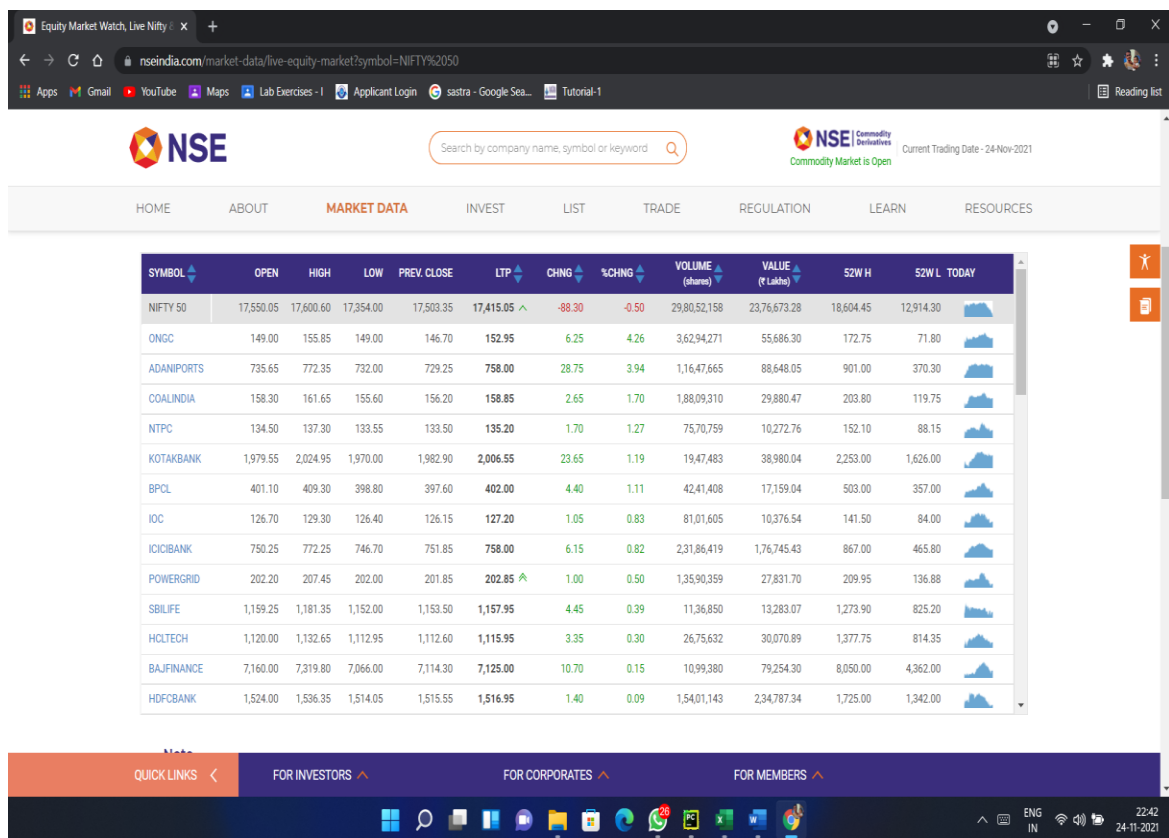 Equity Market Watch, Live Nifty
nseindia.com/market-data/live-equity-market?symbol=NIFTY%2050
Apps Gmail YouTube Maps Lab Exercises - I Applicant Login sastra - Google Sea... Tutorial-1 Reading list
NSE
Search by company name, symbol or keyword
NSE Commodity Derivatives
Commodity Market is Open
Current Trading Date - 24-Nov-2021
HOME ABOUT MARKET DATA INVEST LIST TRADE REGULATION LEARN RESOURCES
SYMBOL OPEN HIGH LOW PREV. CLOSE LTP CHNG %CHNG VOLUME (shares) VALUE (₹ Lakhs) 52W H 52W L TODAY
NIFTY 50 17,550.05 17,600.60 17,354.00 17,503.35 17,415.05 -88.30 -0.50 29,80,52,158 23,76,673.28 18,604.45 12,914.30
ONGC 149.00 155.85 149.00 146.70 152.95 6.25 4.26 3,62,94,271 55,686.30 172.75 71.80
ADANIPORTS 735.65 772.35 732.00 729.25 758.00 28.75 3.94 1,16,47,665 88,648.05 901.00 370.30
COALINDIA 158.30 161.65 155.60 156.20 158.85 2.65 1.70 1,88,09,310 29,880.47 203.80 119.75
NTPC 134.50 137.30 133.55 133.50 135.20 1.70 1.27 75,70,759 10,272.76 152.10 88.15
KOTAKBANK 1,979.55 2,024.95 1,970.00 1,982.90 2,006.55 23.65 1.19 19,47,483 38,980.04 2,253.00 1,626.00
BPCL 401.10 409.30 398.80 397.60 402.00 4.40 1.11 42,41,408 17,159.04 503.00 357.00
IOC 126.70 129.30 126.40 126.15 127.20 1.05 0.83 81,01,605 10,376.54 141.50 84.00
ICICIBANK 750.25 772.25 746.70 751.85 758.00 6.15 0.82 2,31,86,419 1,76,745.43 867.00 465.80
POWERGRID 202.20 207.45 202.00 201.85 202.85 1.00 0.50 1,35,90,359 27,831.70 209.95 136.88
SBILIFE 1,159.25 1,181.35 1,152.00 1,153.50 1,157.95 4.45 0.39 11,36,850 13,283.07 1,273.90 825.20
HCLTECH 1,120.00 1,132.65 1,112.95 1,112.60 1,115.95 3.35 0.30 26,75,632 30,070.89 1,377.75 814.35
BAJFINANCE 7,160.00 7,319.80 7,066.00 7,114.30 7,125.00 10.70 0.15 10,99,380 79,254.30 8,050.00 4,362.00
HDFCBANK 1,524.00 1,536.35 1,514.05 1,515.55 1,516.95 1.40 0.09 1,54,01,143 2,34,787.34 1,725.00 1,342.00
QUICK LINKS FOR INVESTORS FOR CORPORATES FOR MEMBERS
26
ENG IN
22:42
24-11-2021